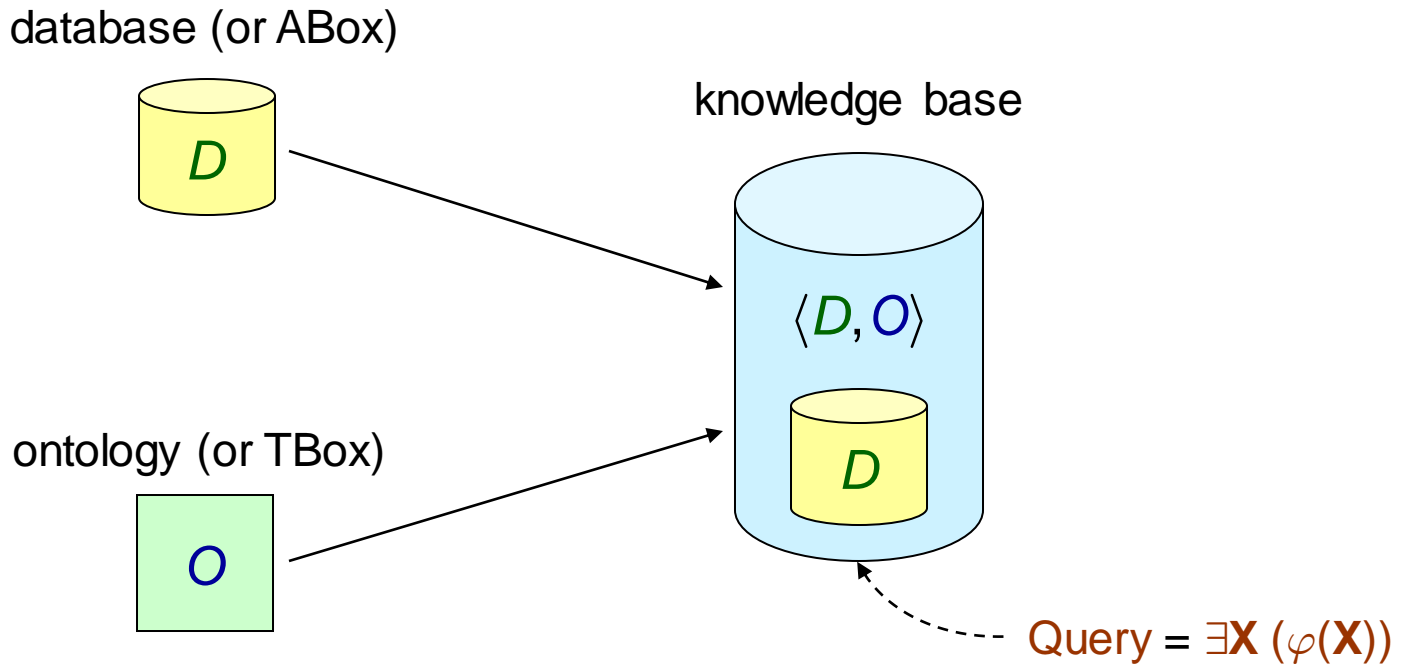 database (or ABox)
D
knowledge base
⟨D,O⟩
D
ontology (or TBox)
O
Query = ∃X (φ(X))